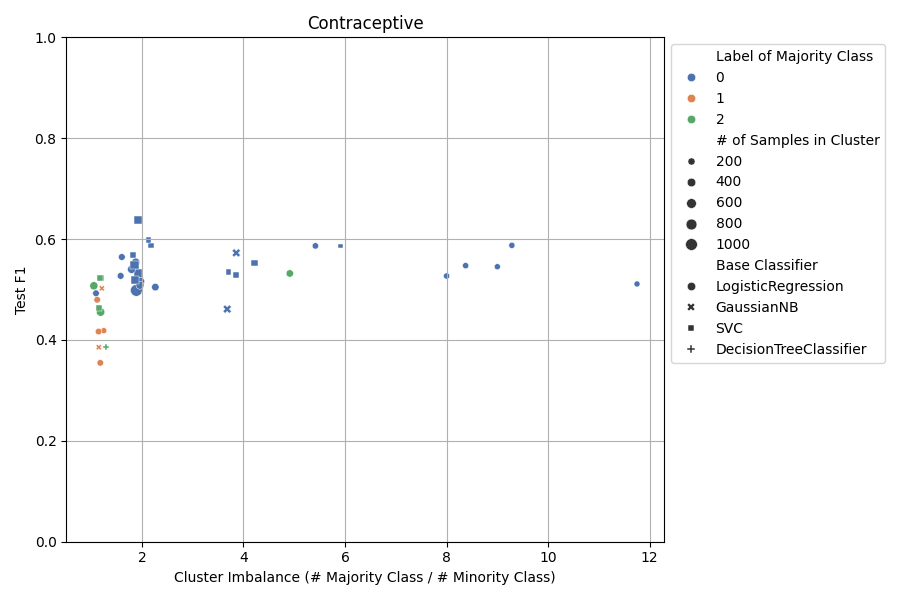 Contraceptive
1.0
0.8
0.6
0.4
0.2
0.0
Test F1
2
4
6
8
10
12
Cluster Imbalance (# Majority Class / # Minority Class)
Label of Majority Class
0
1
2
# of Samples in Cluster
200
400
600
800
1000
Base Classifier
LogisticRegression
GaussianNB
SVC
DecisionTreeClassifier